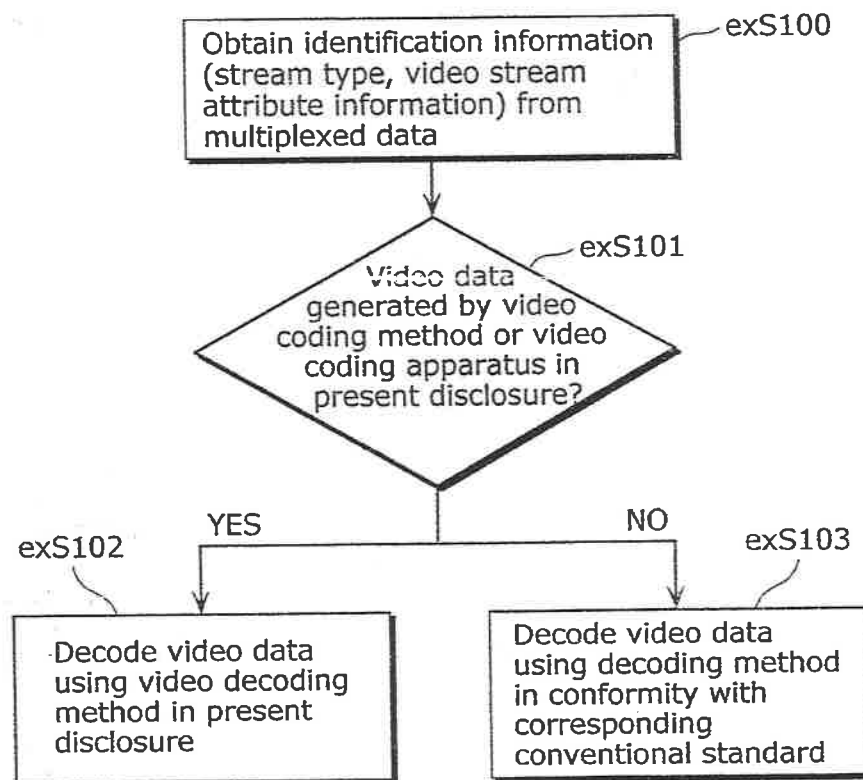 exS100
Obtain identification information
(stream type, video stream
attribute information) from
multiplexed data
exS101
Video data
generated by video
coding method or video
coding apparatus in
present disclosure?
YES
NO
exS102
exS103
Decode video data
using video decoding
method in present
disclosure
Decode video data
using decoding method
in conformity with
corresponding
conventional standard